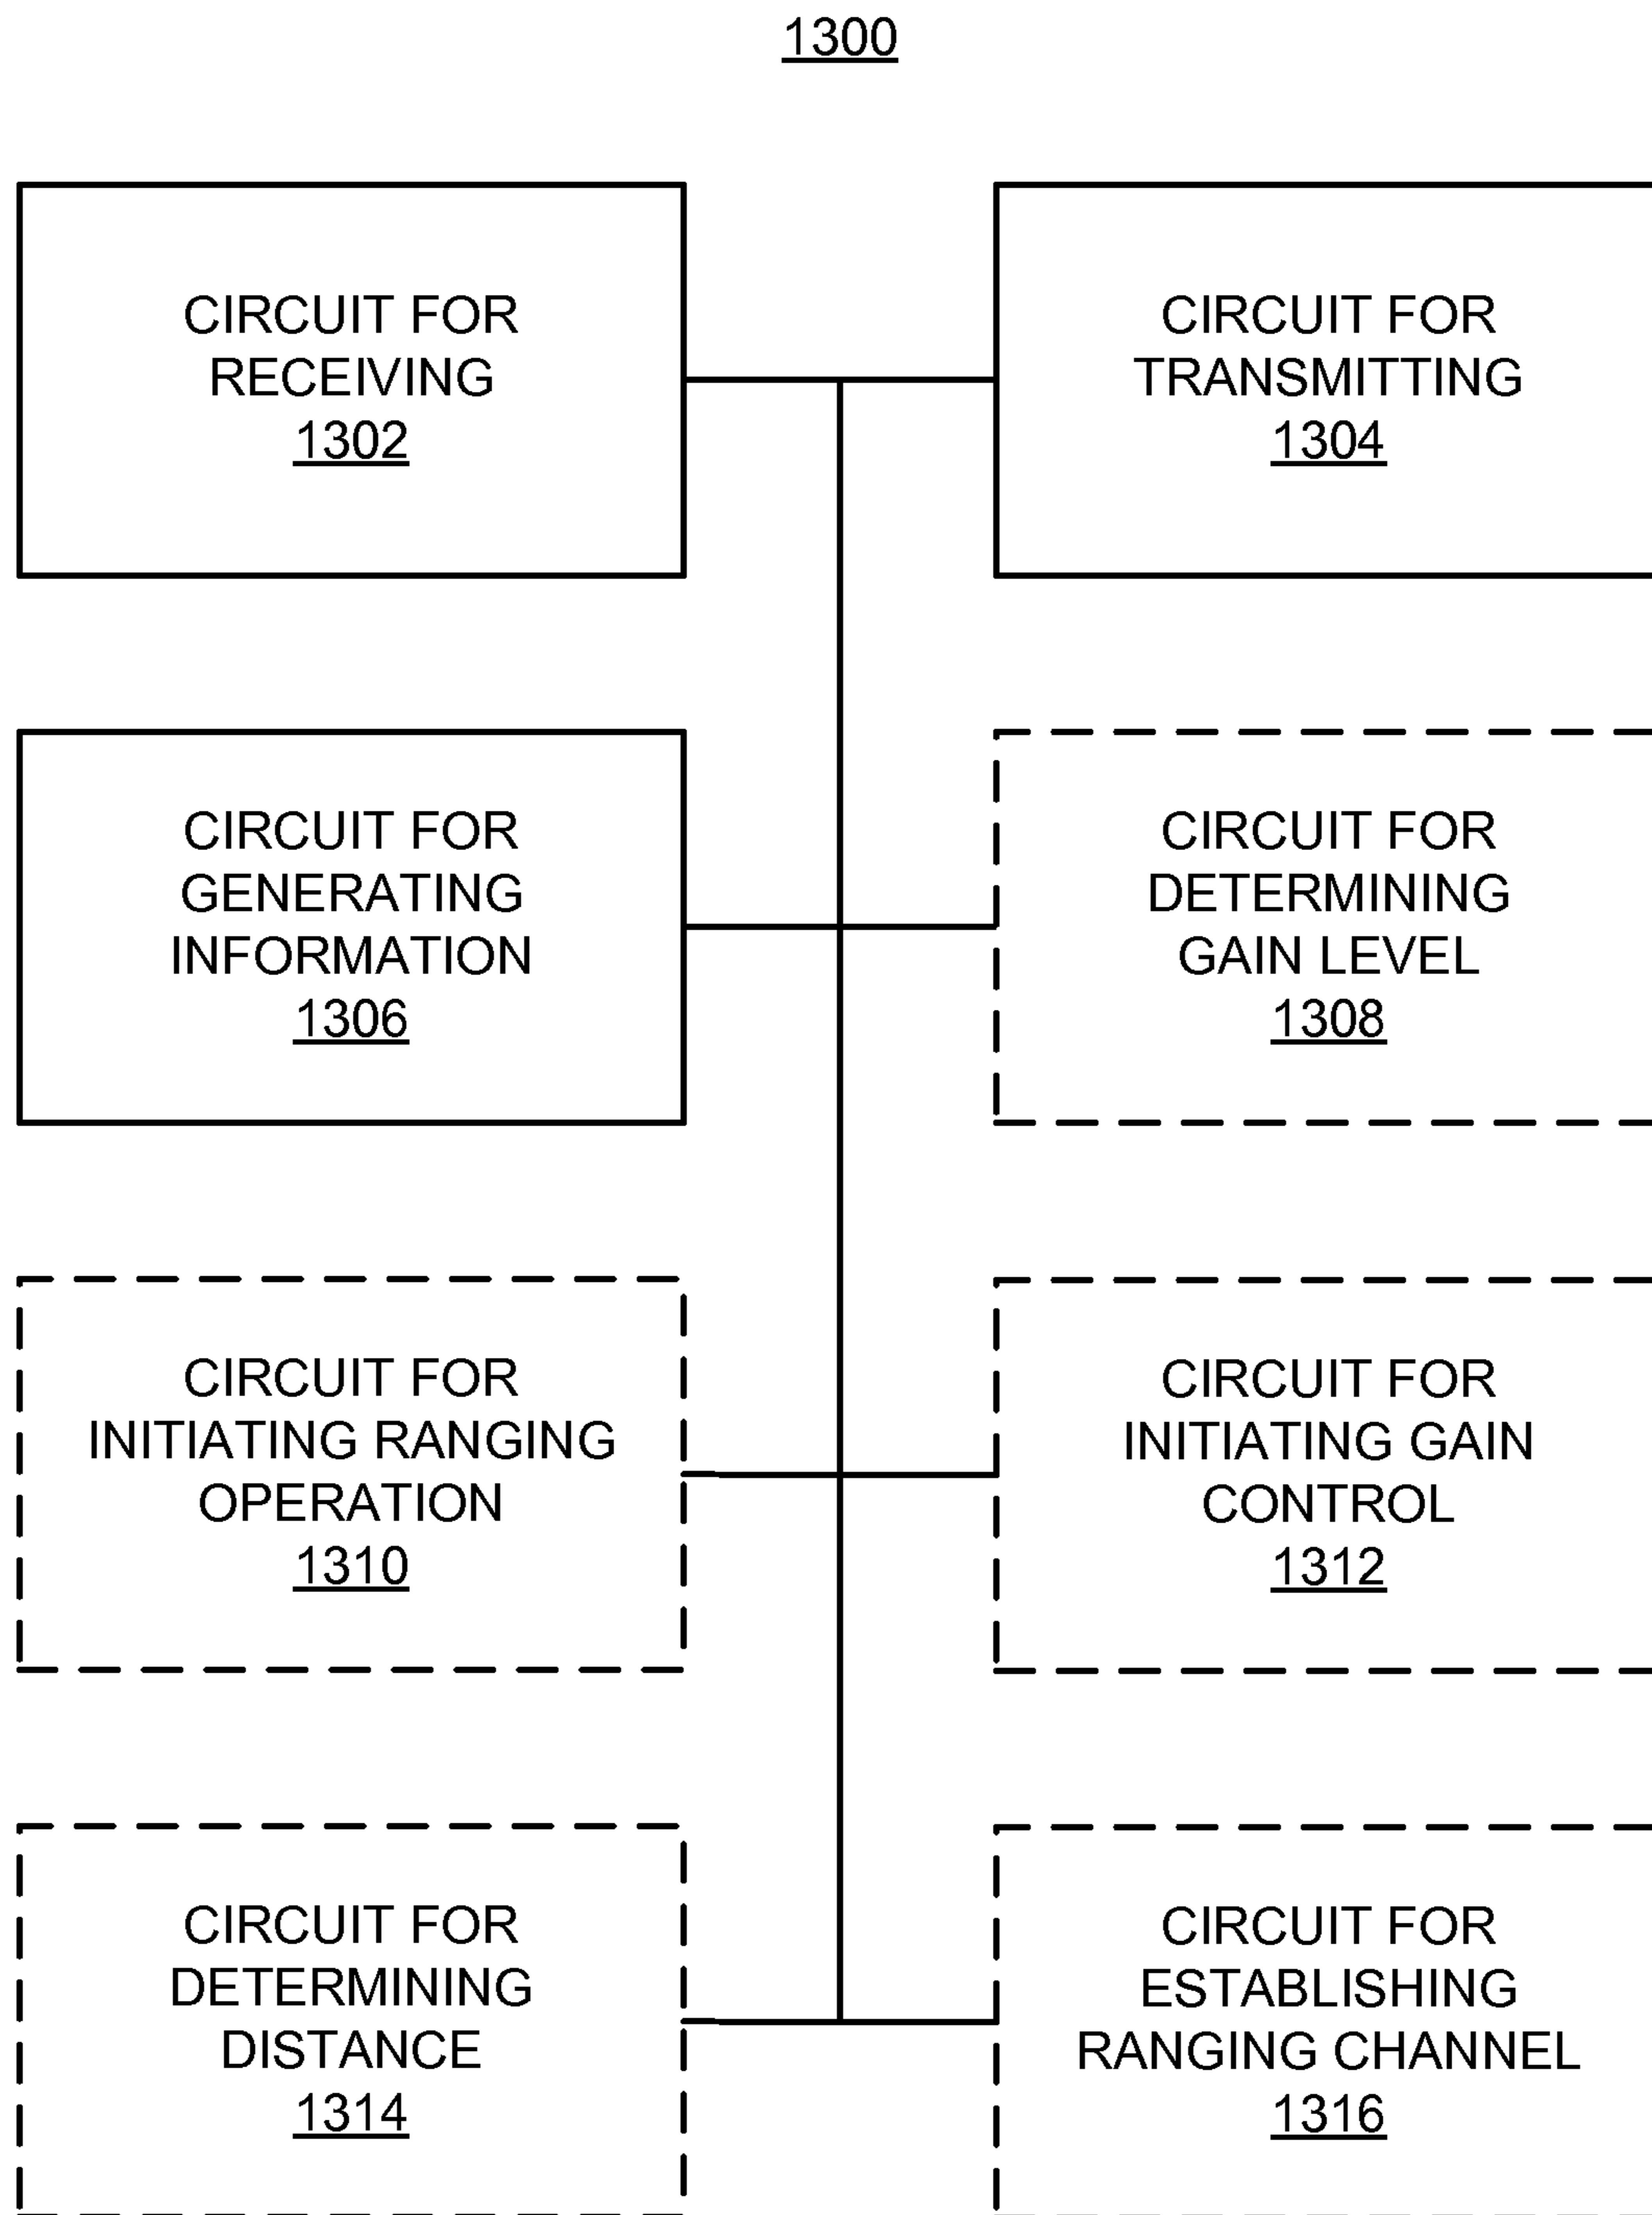 1300
CIRCUIT FOR
RECEIVING
1302
CIRCUIT FOR
TRANSMITTING
1304
CIRCUIT FOR
GENERATING
INFORMATION
1306
CIRCUIT FOR
DETERMINING
GAIN LEVEL
1308
CIRCUIT FOR
INITIATING RANGING
OPERATION
1310
CIRCUIT FOR
INITIATING GAIN
CONTROL
1312
CIRCUIT FOR
DETERMINING
DISTANCE
1314
CIRCUIT FOR
ESTABLISHING
RANGING CHANNEL
1316